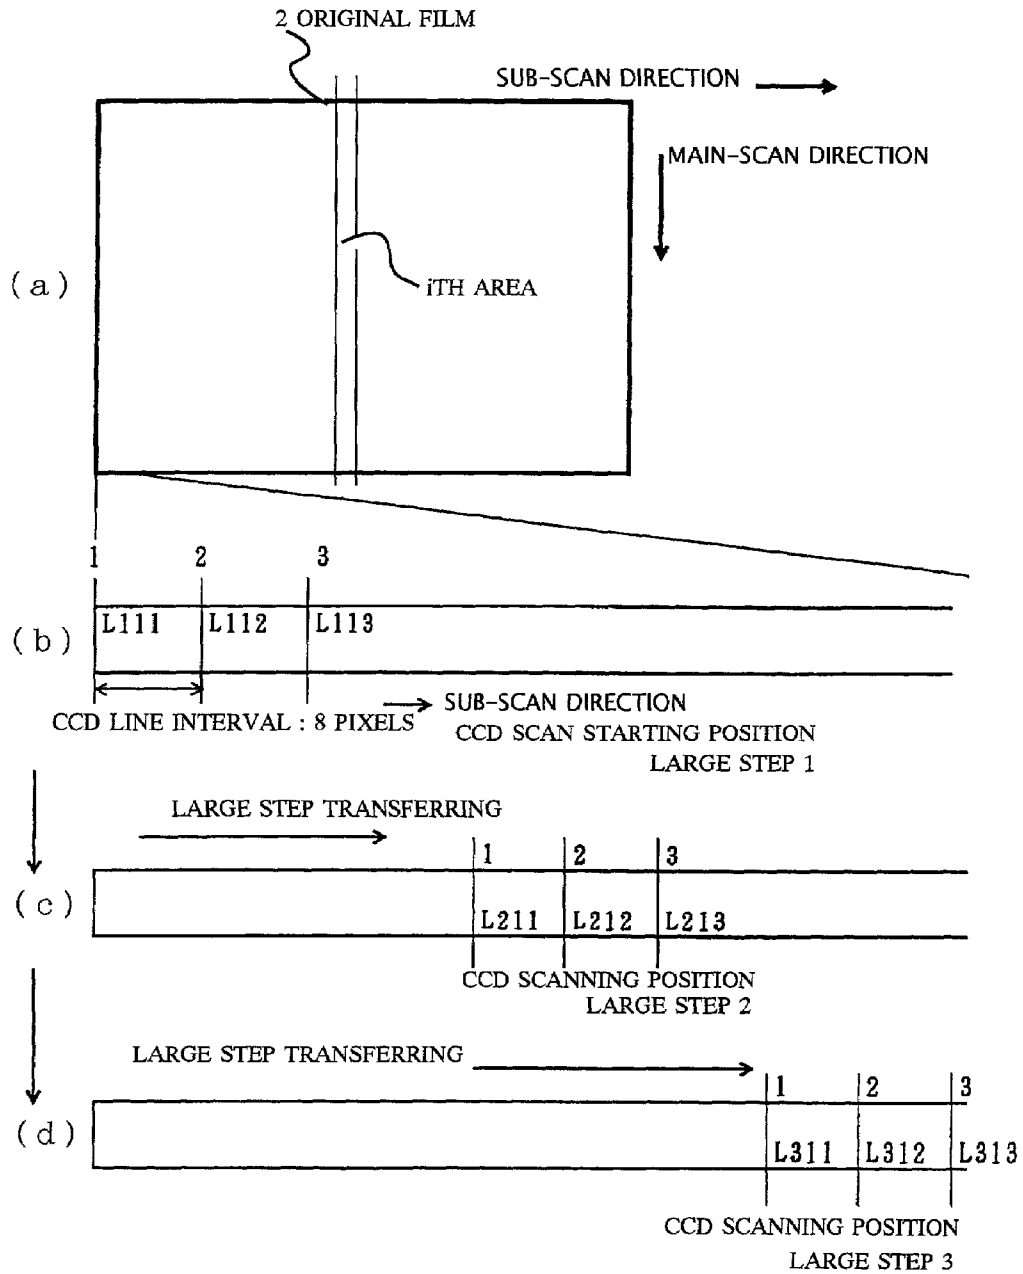 2 ORIGINAL FILM
SUB-SCAN DIRECTION
MAIN-SCAN DIRECTION
(a)
iTH AREA
1 2 3
L111 L112 L113
(b)
SUB-SCAN DIRECTION
CCD LINE INTERVAL : 8 PIXELS
CCD SCAN STARTING POSITION
LARGE STEP 1
LARGE STEP TRANSFERRING
1 2 3
(c)
L211 L212 L213
CCD SCANNING POSITION
LARGE STEP 2
LARGE STEP TRANSFERRING
1 2 3
(d)
L311 L312 L313
CCD SCANNING POSITION
LARGE STEP 3